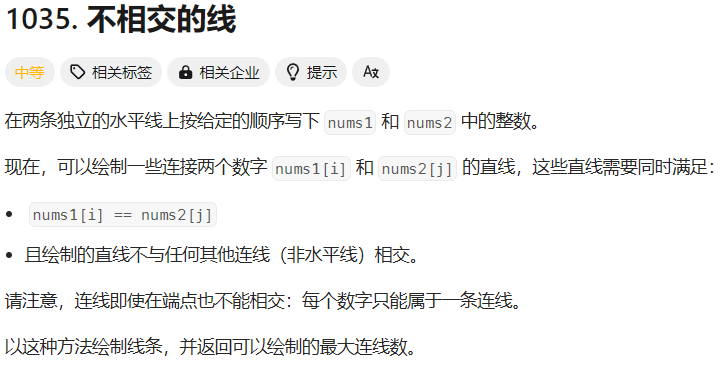 1035. 不相交的线
中等 相关标签 相关企业 提示 A文
在两条独立的水平线上按给定的顺序写下 nums1 和 nums2 中的整数。
现在，可以绘制一些连接两个数字 nums1[i] 和 nums2[j] 的直线，这些直线需要同时满足：
• nums1[i] == nums2[j]
• 且绘制的直线不与任何其他连线（非水平线）相交。
请注意，连线即使在端点也不能相交：每个数字只能属于一条连线。
以这种方法绘制线条，并返回可以绘制的最大连线数。